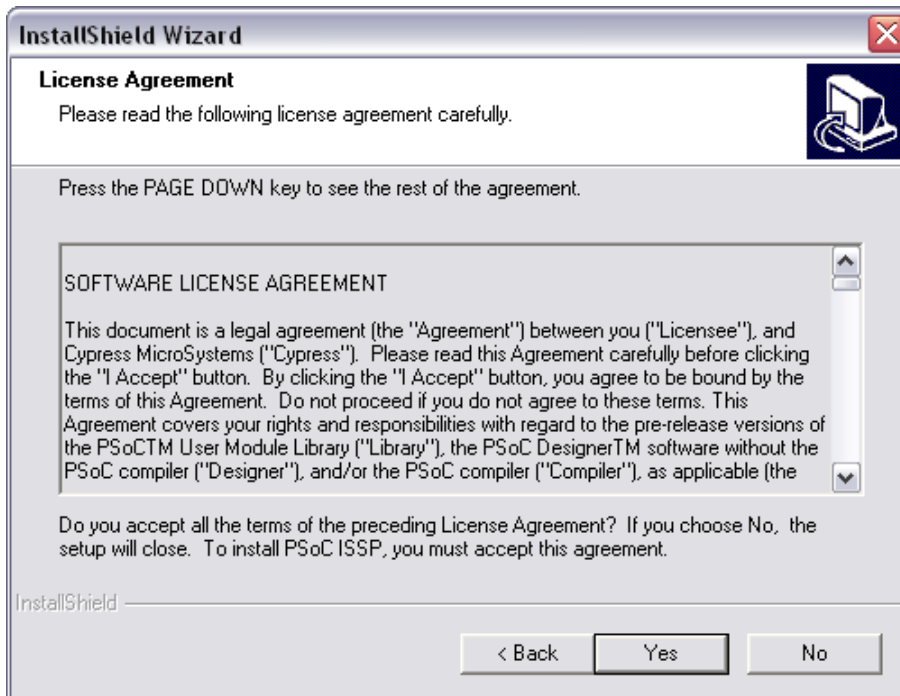 InstallShield Wizard
License Agreement
Please read the following license agreement carefully.
Press the PAGE DOWN key to see the rest of the agreement.
SOFTWARE LICENSE AGREEMENT
This document is a legal agreement (the "Agreement") between you ("Licensee"), and
Cypress MicroSystems ("Cypress").  Please read this Agreement carefully before clicking
the "I Accept" button.  By clicking the "I Accept" button, you agree to be bound by the
terms of this Agreement.  Do not proceed if you do not agree to these terms. This
Agreement covers your rights and responsibilities with regard to the pre-release versions of
the PSoCTM User Module Library ("Library"), the PSoC DesignerTM software without the
PSoC compiler ("Designer"), and/or the PSoC compiler ("Compiler"), as applicable (the
Do you accept all the terms of the preceding License Agreement?  If you choose No,  the
setup will close.  To install PSoC ISSP, you must accept this agreement.
InstallShield
< Back
Yes
No